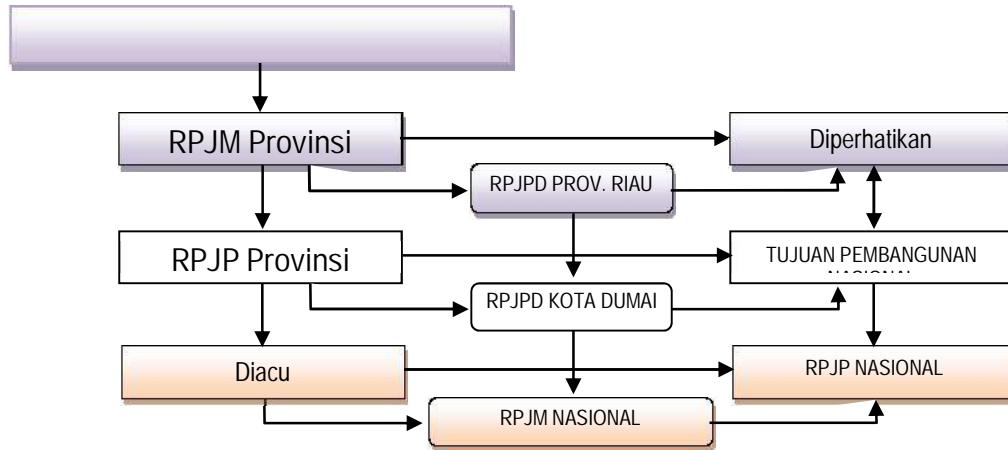 RPJM Provinsi
Diperhatikan
RPJPD PROV. RIAU
RPJP Provinsi
TUJUAN PEMBANGUNAN
RPJPD KOTA DUMAI
Diacu
RPJP NASIONAL
RPJM NASIONAL